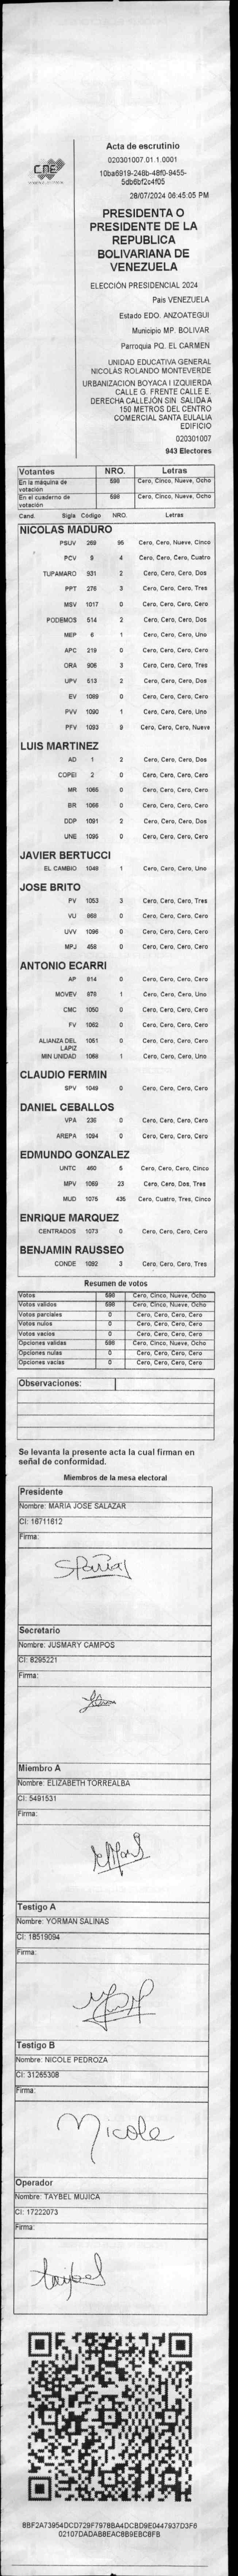 CNE
Acta de escrutinio
020301007.01.1.0001
10ba6919-246b-48f0-9455-
5db6bf2c4f05
28/07/2024 06:45:05 PM
PRESIDENTA O
PRESIDENTE DE LA
REPUBLICA
BOLIVARIANA DE
VENEZUELA
ELECCIÓN PRESIDENCIAL 2024
Pais VENEZUELA
Estado EDO. ANZOATEGUI
Municipio MP. BOLIVAR
Parroquia PQ. EL CARMEN
UNIDAD EDUCATIVA GENERAL
NICOLÁS ROLANDO MONTEVERDE
URBANIZACION BOYACA I IZQUIERDA
CALLE G. FRENTE CALLE E.
DERECHA CALLEJÓN SIN SALIDA A
150 METROS DEL CENTRO
COMERCIAL SANTA EULALIA
EDIFICIO
020301007
943 Electores
Votantes NRO. Letras
En la máquina de votación 598 Cero, Cinco, Nueve, Ocho
En el cuaderno de votación 598 Cero, Cinco, Nueve, Ocho
Cand. Sigla Código NRO. Letras
NICOLAS MADURO
PSUV 269 95 Cero, Cero, Nueve, Cinco
PCV 9 4 Cero, Cero, Cero, Cuatro
TUPAMARO 931 2 Cero, Cero, Cero, Dos
PPT 276 3 Cero, Cero, Cero, Tres
MSV 1017 0 Cero, Cero, Cero, Cero
PODEMOS 514 2 Cero, Cero, Cero, Dos
MEP 6 1 Cero, Cero, Cero, Uno
APC 219 0 Cero, Cero, Cero, Cero
ORA 906 3 Cero, Cero, Cero, Tres
UPV 613 2 Cero, Cero, Cero, Dos
EV 1089 0 Cero, Cero, Cero, Cero
PVV 1090 1 Cero, Cero, Cero, Uno
PFV 1093 9 Cero, Cero, Cero, Nueve
LUIS MARTINEZ
AD 1 2 Cero, Cero, Cero, Dos
COPEI 2 0 Cero, Cero, Cero, Cero
MR 1065 0 Cero, Cero, Cero, Cero
BR 1066 0 Cero, Cero, Cero, Cero
DDP 1091 2 Cero, Cero, Cero, Dos
UNE 1095 0 Cero, Cero, Cero, Cero
JAVIER BERTUCCI
EL CAMBIO 1048 1 Cero, Cero, Cero, Uno
JOSE BRITO
PV 1053 3 Cero, Cero, Cero, Tres
VU 868 0 Cero, Cero, Cero, Cero
UVV 1096 0 Cero, Cero, Cero, Cero
MPJ 458 0 Cero, Cero, Cero, Cero
ANTONIO ECARRI
AP 814 0 Cero, Cero, Cero, Cero
MOVEV 878 1 Cero, Cero, Cero, Uno
CMC 1050 0 Cero, Cero, Cero, Cero
FV 1062 0 Cero, Cero, Cero, Cero
ALIANZA DEL LAPIZ 1051 0 Cero, Cero, Cero, Cero
MIN UNIDAD 1068 1 Cero, Cero, Cero, Uno
CLAUDIO FERMIN
SPV 1049 0 Cero, Cero, Cero, Cero
DANIEL CEBALLOS
VPA 235 0 Cero, Cero, Cero, Cero
AREPA 1094 0 Cero, Cero, Cero, Cero
EDMUNDO GONZALEZ
UNTC 460 5 Cero, Cero, Cero, Cinco
MPV 1069 23 Cero, Cero, Dos, Tres
MUD 1075 435 Cero, Cuatro, Tres, Cinco
ENRIQUE MARQUEZ
CENTRADOS 1073 0 Cero, Cero, Cero, Cero
BENJAMIN RAUSSEO
CONDE 1092 3 Cero, Cero, Cero, Tres
Resumen de votos
Votos 598 Cero, Cinco, Nueve, Ocho
Votos validos 598 Cero, Cinco, Nueve, Ocho
Votos parciales 0 Cero, Cero, Cero, Cero
Votos nulos 0 Cero, Cero, Cero, Cero
Votos vacios 0 Cero, Cero, Cero, Cero
Opciones validas 598 Cero, Cinco, Nueve, Ocho
Opciones nulas 0 Cero, Cero, Cero, Cero
Opciones vacias 0 Cero, Cero, Cero, Cero
Observaciones:
Se levanta la presente acta la cual firman en
señal de conformidad.
Miembros de la mesa electoral
Presidente
Nombre: MARIA JOSE SALAZAR
CI: 16711612
Firma:
Secretario
Nombre: JUSMARY CAMPOS
CI: 8295221
Firma:
Miembro A
Nombre: ELIZABETH TORREALBA
CI: 5491531
Firma:
Testigo A
Nombre: YORMAN SALINAS
CI: 18519094
Firma:
Testigo B
Nombre: NICOLE PEDROZA
CI: 31265308
Firma:
Nicole
Operador
Nombre: TAYBEL MUJICA
CI: 17222073
Firma:
taybel
8BF2A73954DCD729F7978BA4DCBD9E0447937D3F6
02107DADAB8EAC8B9EBC8FB